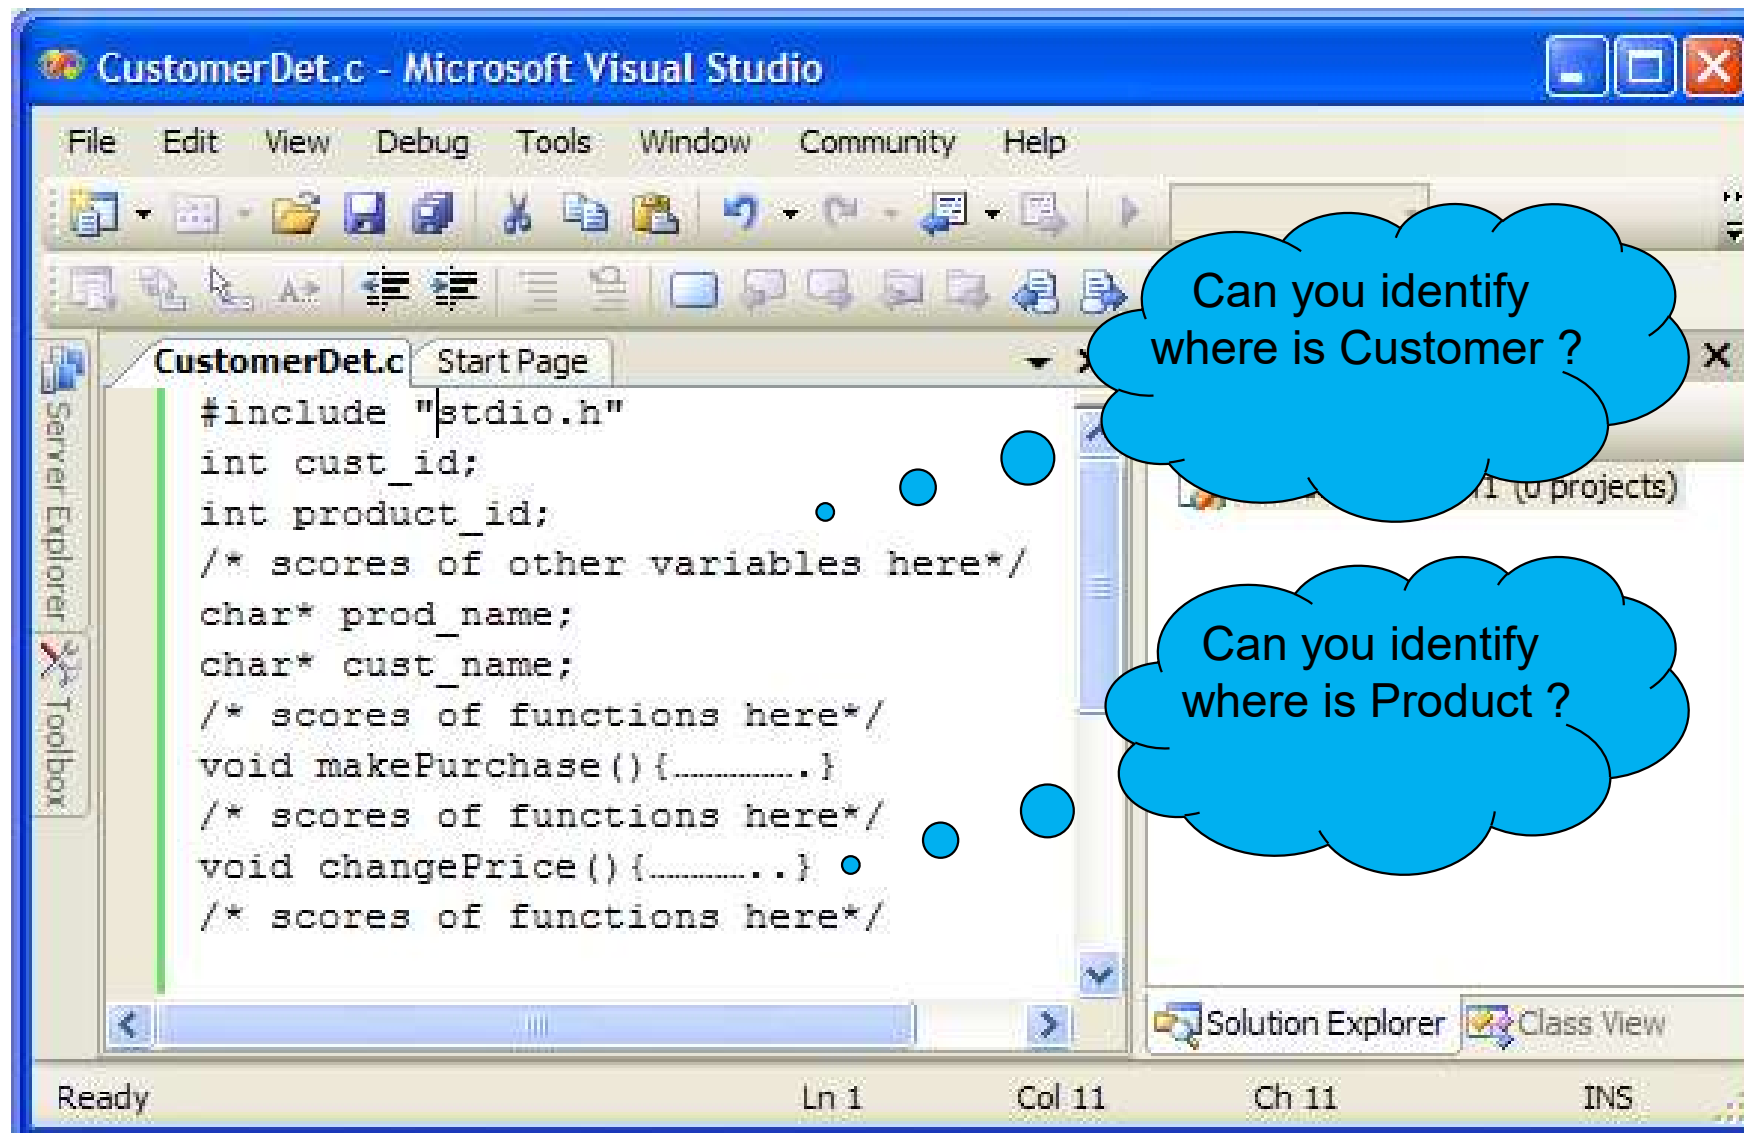 CustomerDet.c - Microsoft Visual Studio
File Edit View Debug Tools Window Community Help
Can you identify
where is Customer ?
CustomerDet.c Start Page
#include "stdio.h"
int cust_id;
int product_id;
/* scores of other variables here*/
char* prod_name;
char* cust_name;
/* scores of functions here*/
void makePurchase(){...............}
/* scores of functions here*/
void changePrice(){..............}
/* scores of functions here*/
(0 projects)
Can you identify
where is Product ?
Server Explorer
Toolbox
Solution Explorer Class View
Ready Ln 1 Col 11 Ch 11 INS